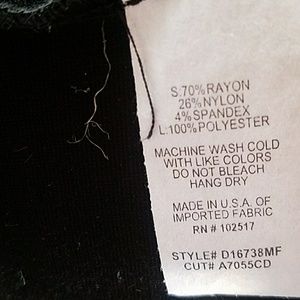 S:70%RAYON
26%NYLON
4%SPANDEX
L:100%POLYESTER
MACHINE WASH COLD
WITH LIKE COLORS
DO NOT BLEACH
HANG DRY
MADE IN U.S.A. OF
IMPORTED FABRIC
RN # 102517
STYLE# D16738MF
CUT# A7055CD